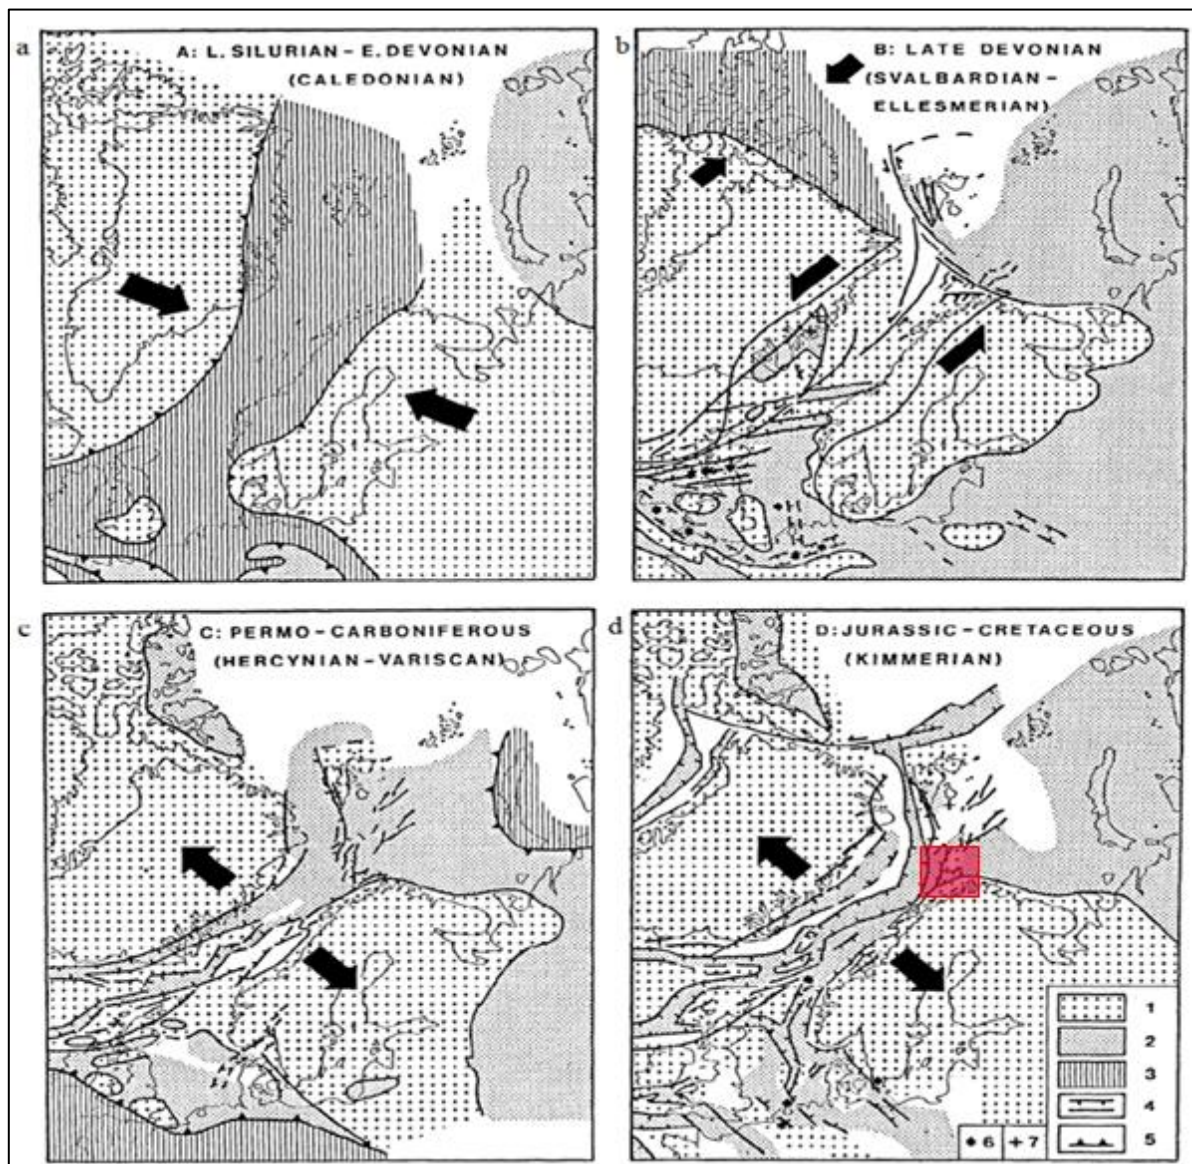 a
A: L. SILURIAN – E. DEVONIAN
(CALEDONIAN)
b
B: LATE DEVONIAN
(SVALBARDIAN –
ELLESMERIAN)
c
C: PERMO – CARBONIFEROUS
(HERCYNIAN – VARISCAN)
d
D: JURASSIC – CRETACEOUS
(KIMMERIAN)
1
2
3
4
6 7 5